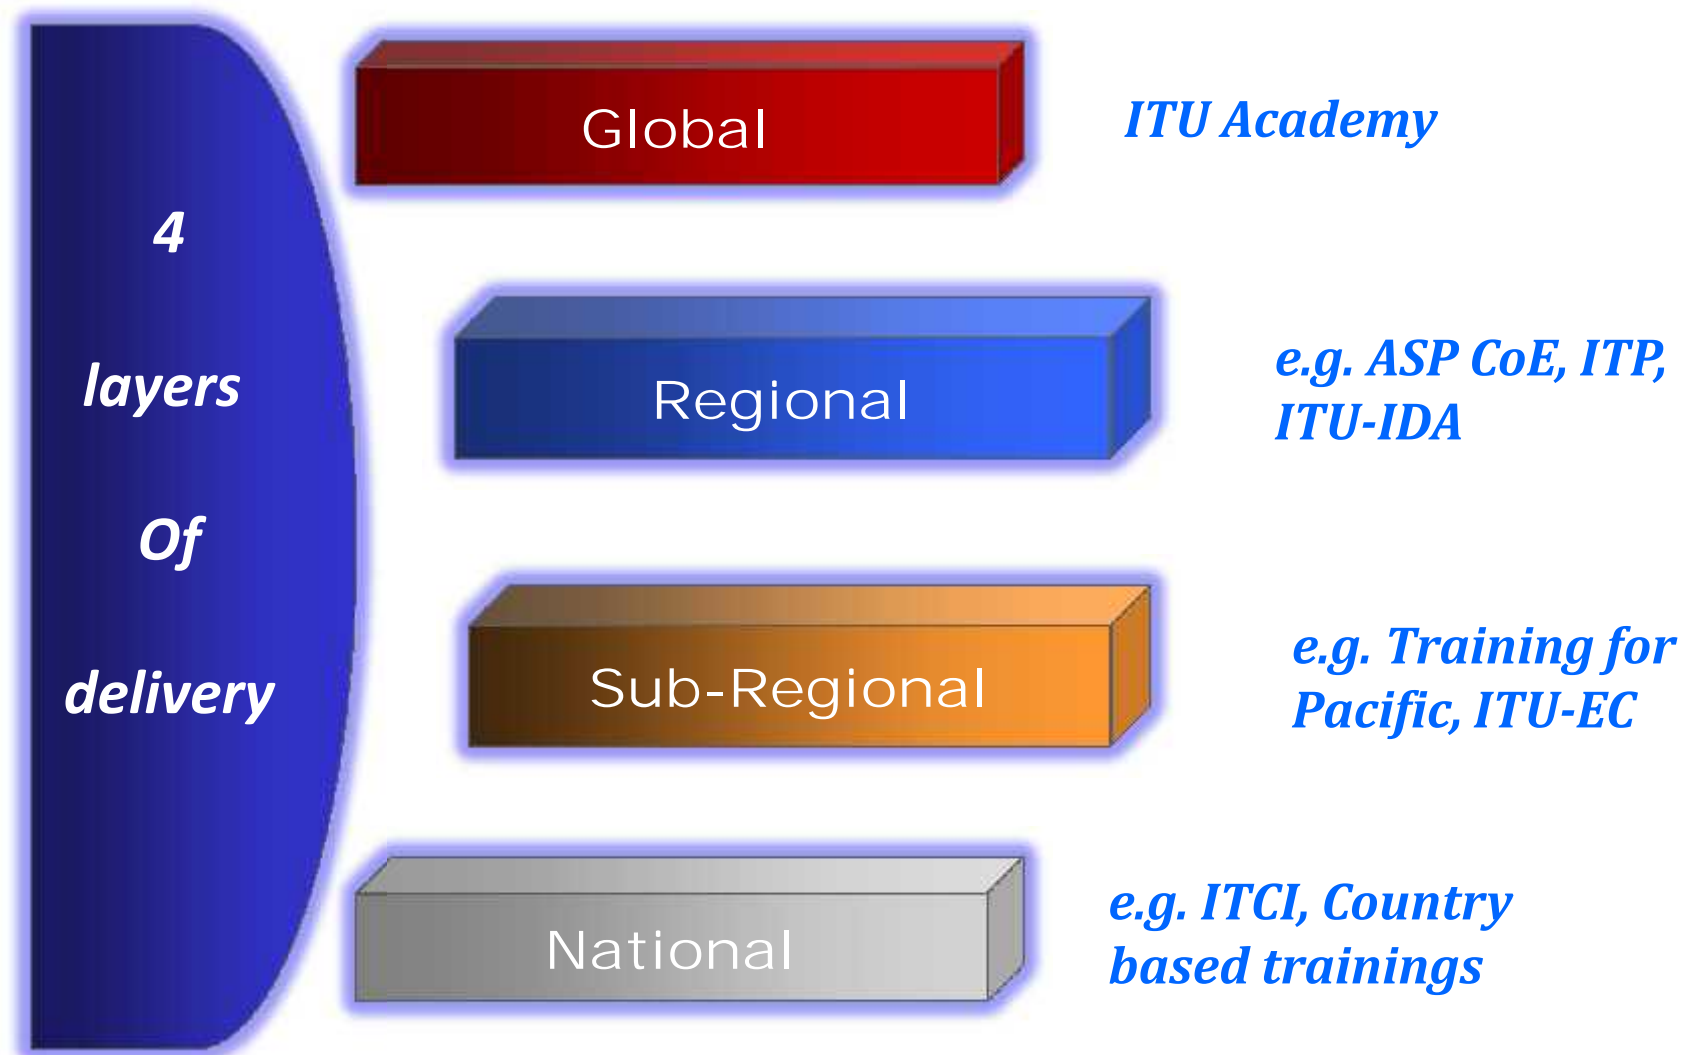 4
layers
Of
delivery
Global
ITU Academy
Regional
e.g. ASP CoE, ITP,
ITU-IDA
Sub-Regional
e.g. Training for
Pacific, ITU-EC
National
e.g. ITCI, Country
based trainings